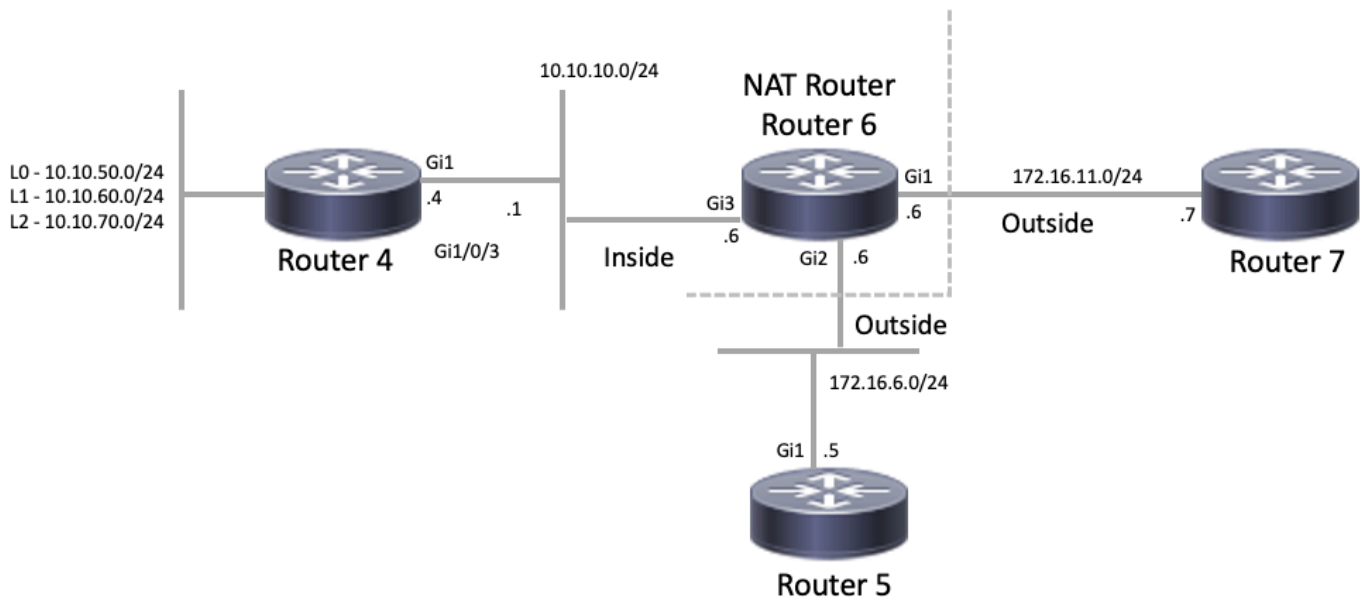 10.10.10.0/24
NAT Router
Router 6
L0 - 10.10.50.0/24
L1 - 10.10.60.0/24
L2 - 10.10.70.0/24
Gi1
.4
.1
Gi1/0/3
Router 4
Gi3
.6
Inside
Gi1
.6
172.16.11.0/24
Outside
.7
Router 7
Gi2
.6
Outside
172.16.6.0/24
Gi1
.5
Router 5